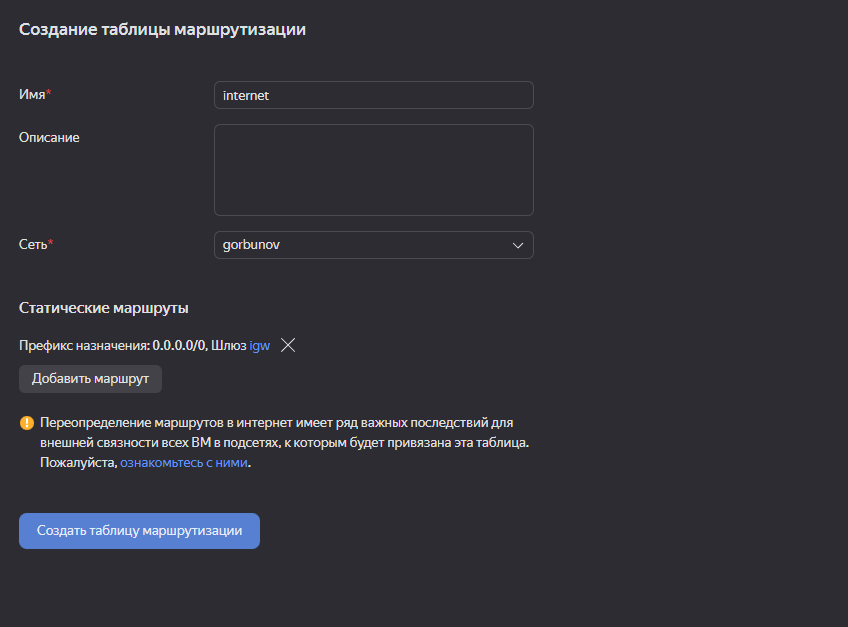 Создание таблицы маршрутизации
Имя* internet
Описание
Сеть* gorbunov
Статические маршруты
Префикс назначения: 0.0.0.0/0, Шлюз igw
Добавить маршрут
Переопределение маршрутов в интернет имеет ряд важных последствий для
внешней связности всех ВМ в подсетях, к которым будет привязана эта таблица.
Пожалуйста, ознакомьтесь с ними.
Создать таблицу маршрутизации